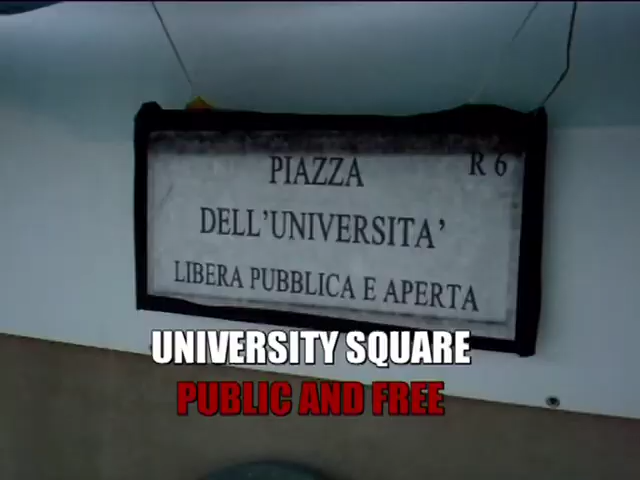 PIAZZA R 6
DELL'UNIVERSITA'
LIBERA PUBBLICA E APERTA
UNIVERSITY SQUARE
PUBLIC AND FREE